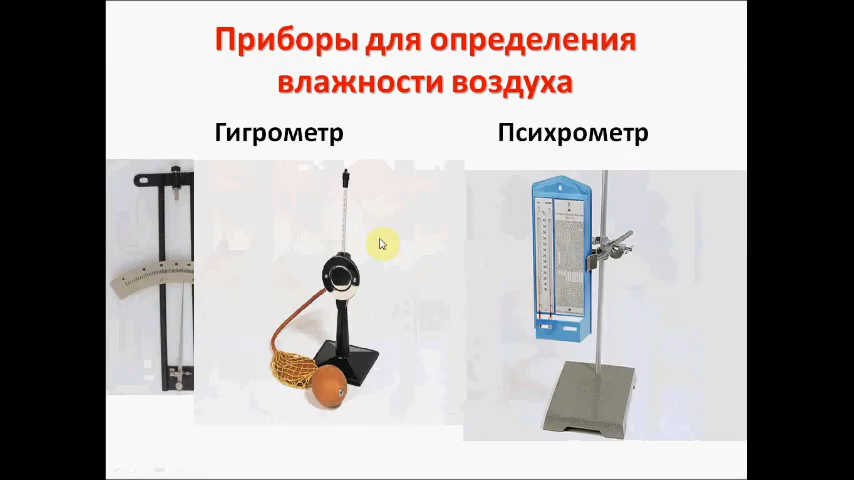 Приборы для определения
влажности воздуха
Гигрометр
Психрометр